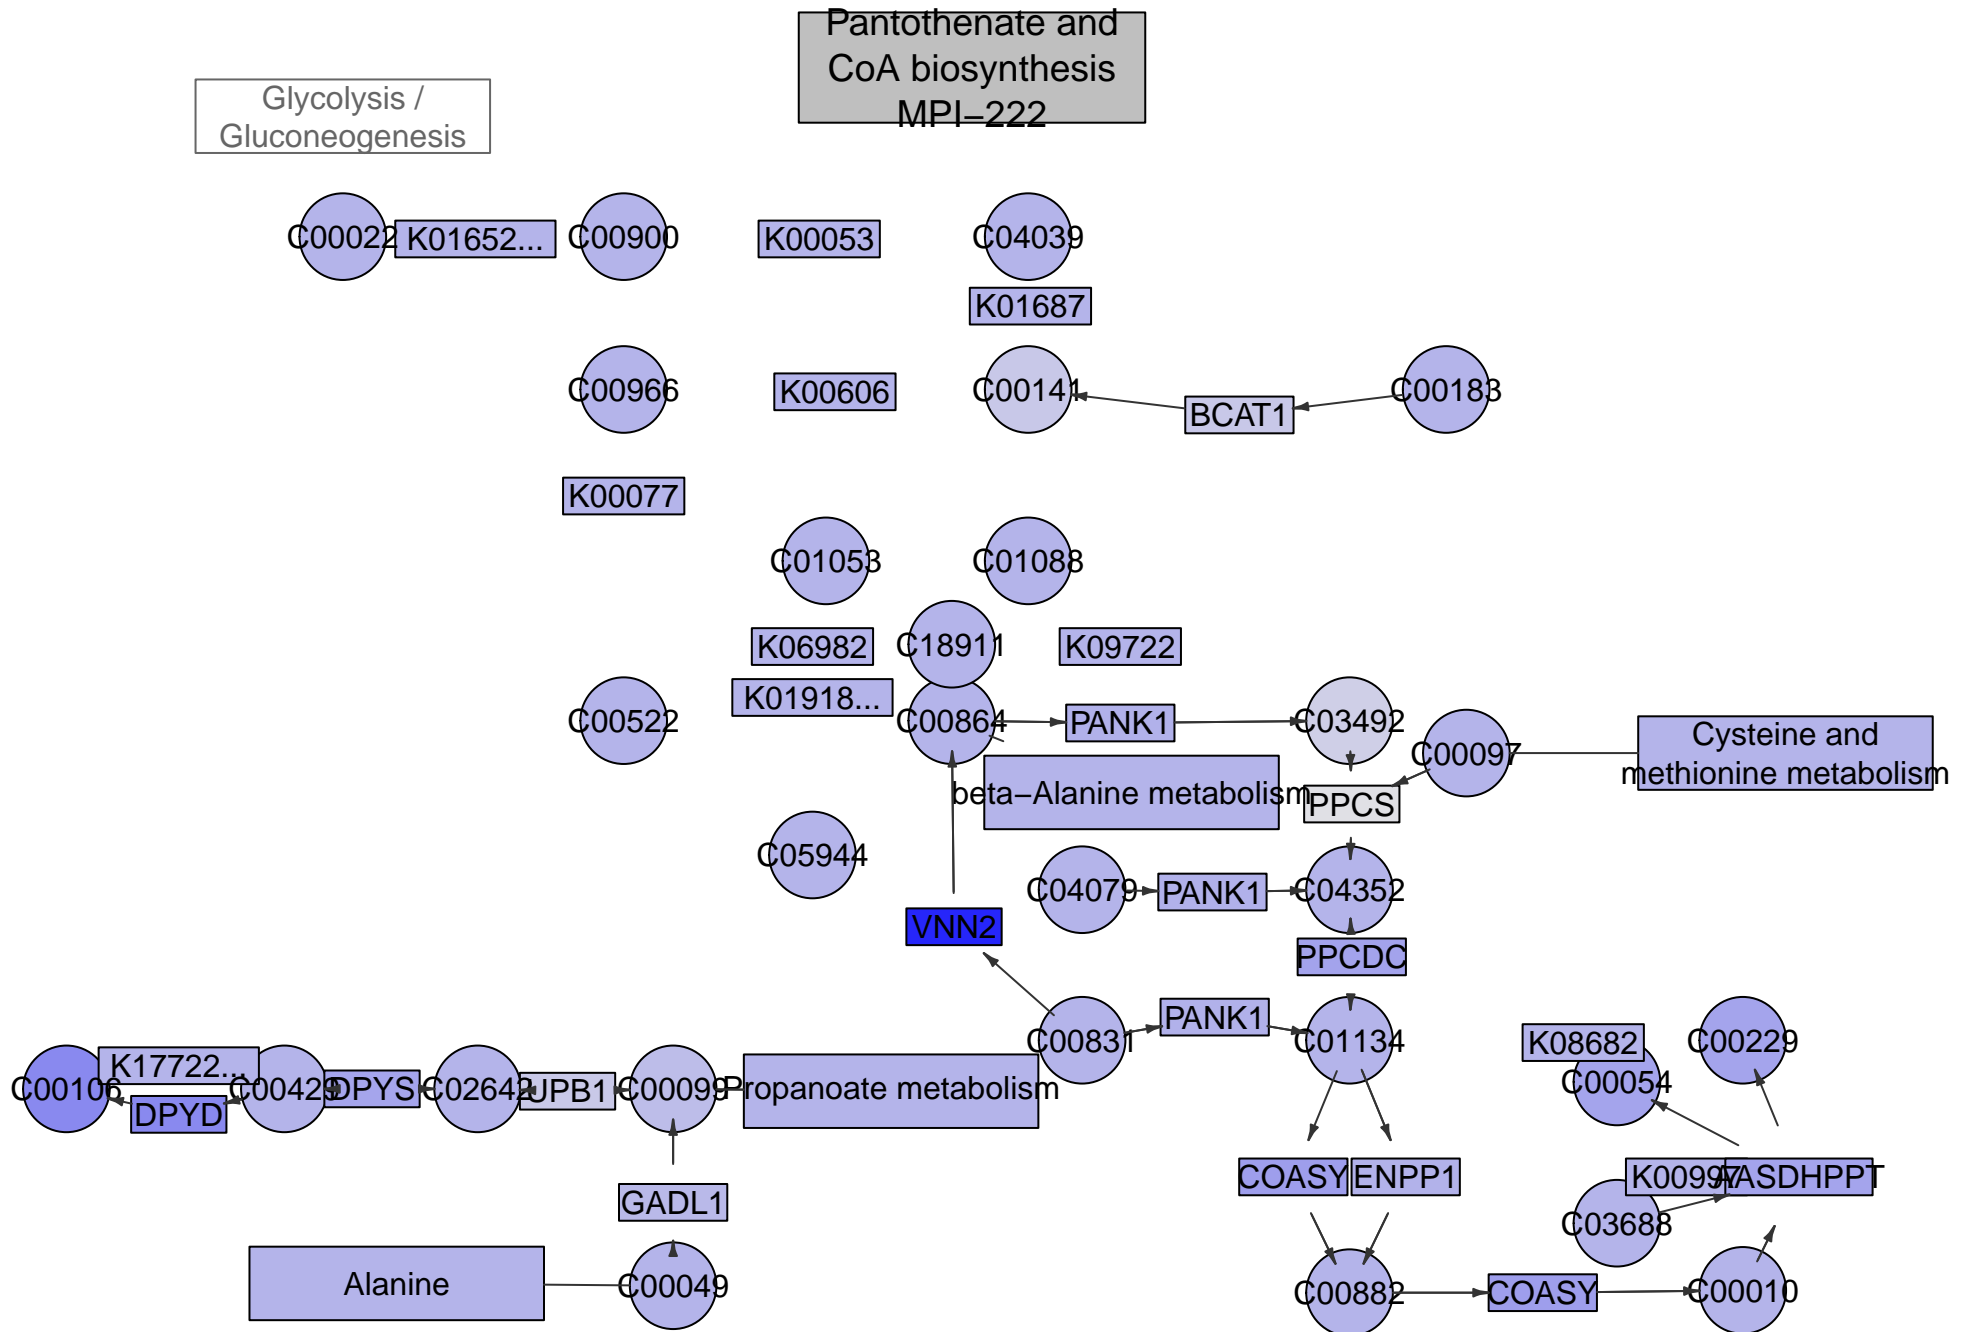 Pantothenate and
CoA biosynthesis
MPI−222
Glycolysis /
Gluconeogenesis
C00022
K01652...
C00900
K00053
C04039
K01687
C00966
K00606
C00141
BCAT1
C00183
K00077
C01053
C01088
K06982
C18911
K09722
K01918...
C00522
C00864
PANK1
C03492
C00097
Cysteine and
methionine metabolism
beta−Alanine metabolism
PPCS
C05944
C04079
PANK1
C04352
VNN2
PPCDC
C00831
PANK1
C01134
K08682
C00229
C00054
K17722...
C00106
DPYD
C00429
DPYS
C02642
UPB1
C00099
Propanoate metabolism
COASY
ENPP1
K00997
AASDHPPT
GADL1
C03688
Alanine
C00049
C00882
COASY
C00010